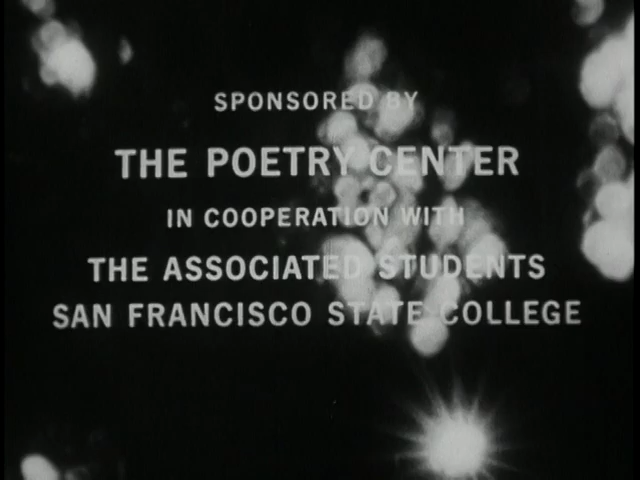 SPONSORED BY
THE POETRY CENTER
IN COOPERATION WITH
THE ASSOCIATED STUDENTS
SAN FRANCISCO STATE COLLEGE